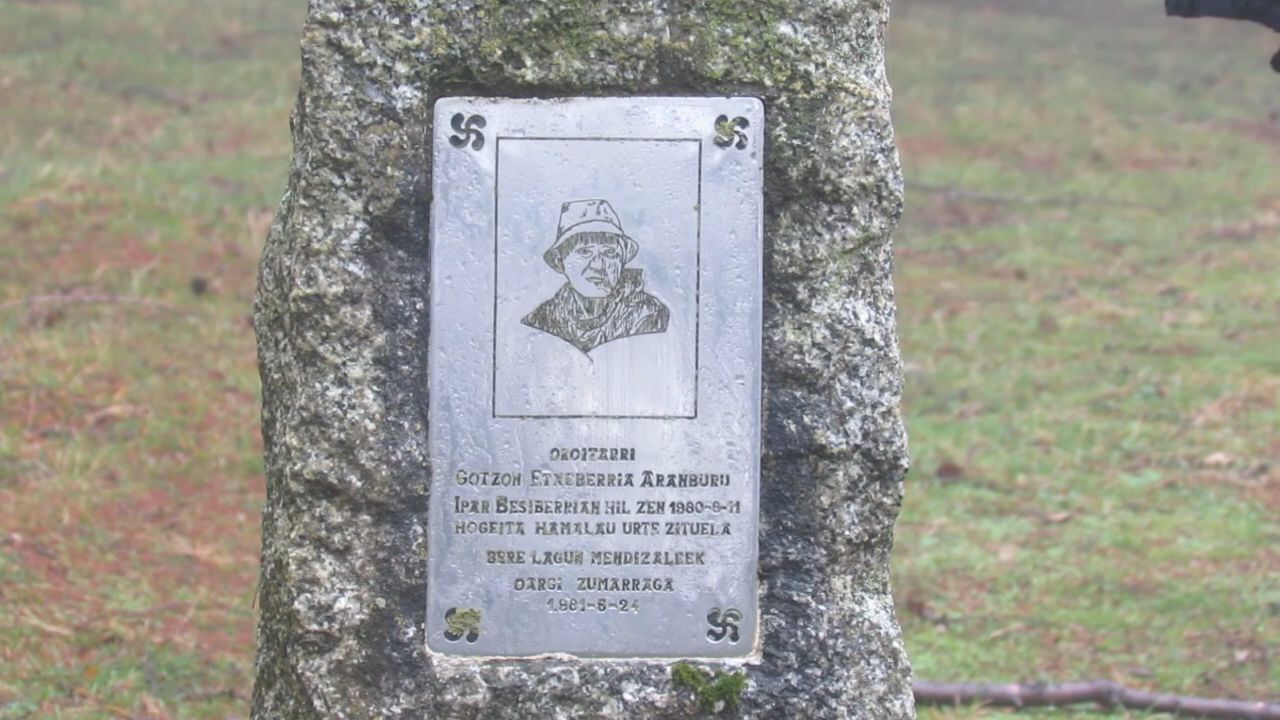 OROITARRI
GOTZON ETXEBERRIA ARANBURU
IPAR BESIBERRIAN HIL ZEN 1980-8-11
HOGEITA HAMALAU URTE ZITUELA
BERE LAGUN MENDIZALEEK
OARGI ZUMARRAGA
1981-5-24